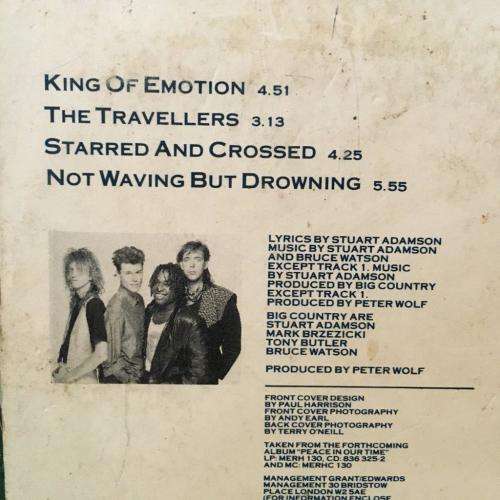 KING OF EMOTION 4.51
THE TRAVELLERS 3.13
STARRED AND CROSSED 4.25
NOT WAVING BUT DROWNING 5.55
LYRICS BY STUART ADAMSON
MUSIC BY STUART ADAMSON
AND BRUCE WATSON
EXCEPT TRACK 1. MUSIC
BY STUART ADAMSON
PRODUCED BY BIG COUNTRY
EXCEPT TRACK 1.
PRODUCED BY PETER WOLF
BIG COUNTRY ARE
STUART ADAMSON
MARK BRZEZICKI
TONY BUTLER
BRUCE WATSON
PRODUCED BY PETER WOLF
FRONT COVER DESIGN
BY PAUL HARRISON
FRONT COVER PHOTOGRAPHY
BY ANDY EARL
BACK COVER PHOTOGRAPHY
BY TERRY O'NEILL
TAKEN FROM THE FORTHCOMING
ALBUM "PEACE IN OUR TIME"
LP: MERH 130, CD: 836 325-2
AND MC: MERHC 130
MANAGEMENT GRANT/EDWARDS
MANAGEMENT 30 BRIDSTOW
PLACE LONDON W2 5AE
(FOR INFORMATION ENCLOSE